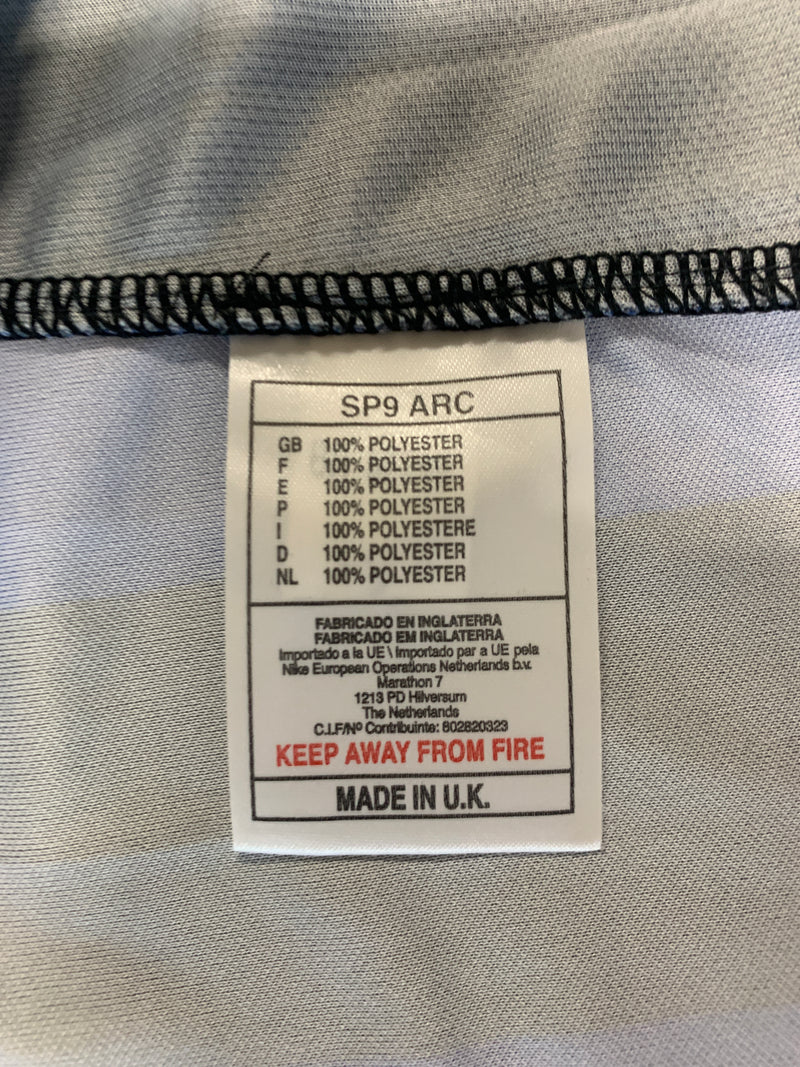 SP9 ARC
GB 100% POLYESTER
F 100% POLYESTER
E 100% POLYESTER
P 100% POLYESTER
I 100% POLYESTERE
D 100% POLYESTER
NL 100% POLYESTER
FABRICADO EN INGLATERRA
FABRICADO EM INGLATERRA
Importado a la UE \ Importado par a UE pela
Nike European Operations Netherlands b.v.
Marathon 7
1213 PD Hilversum
The Netherlands
C.I.F/Nº Contribuinte: 802820323
KEEP AWAY FROM FIRE
MADE IN U.K.